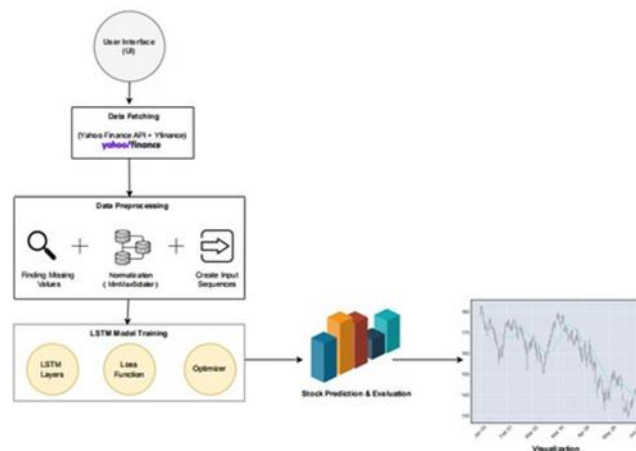 User Interface
(UI)
Data Fetching
(Yahoo Finance API + Yfinance)
yahoo!finance
Data Preprocessing
Finding Missing
Values
Normalization
( MinMaxScaler)
Create Input
Sequences
LSTM Model Training
LSTM
Layers
Loss
Function
Optimizer
Stock Prediction & Evaluation
Visualization